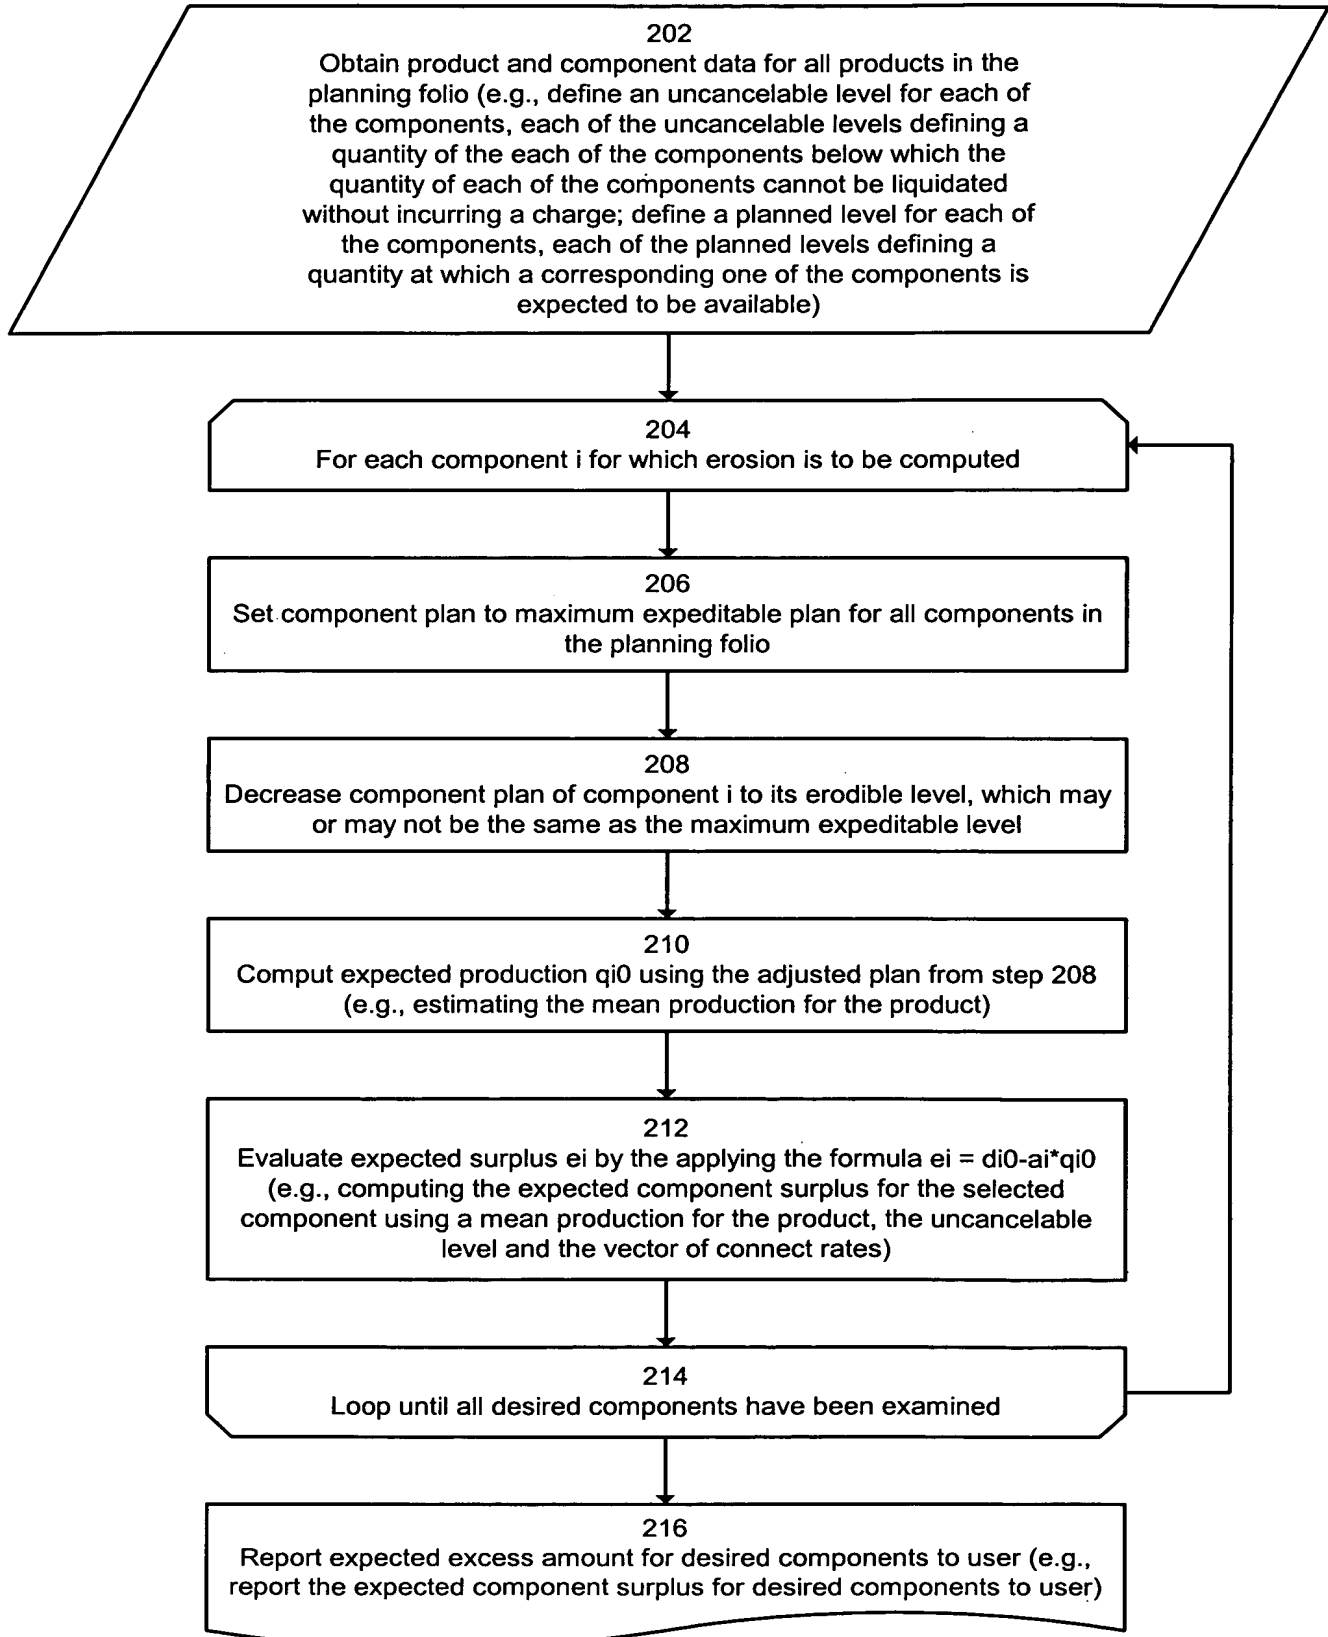 202
Obtain product and component data for all products in the
planning folio (e.g., define an uncancelable level for each of
the components, each of the uncancelable levels defining a
quantity of the each of the components below which the
quantity of each of the components cannot be liquidated
without incurring a charge; define a planned level for each of
the components, each of the planned levels defining a
quantity at which a corresponding one of the components is
expected to be available)
204
For each component i for which erosion is to be computed
206
Set component plan to maximum expeditable plan for all components in
the planning folio
208
Decrease component plan of component i to its erodible level, which may
or may not be the same as the maximum expeditable level
210
Comput expected production qi0 using the adjusted plan from step 208
(e.g., estimating the mean production for the product)
212
Evaluate expected surplus ei by the applying the formula ei = di0-ai*qi0
(e.g., computing the expected component surplus for the selected
component using a mean production for the product, the uncancelable
level and the vector of connect rates)
214
Loop until all desired components have been examined
216
Report expected excess amount for desired components to user (e.g.,
report the expected component surplus for desired components to user)